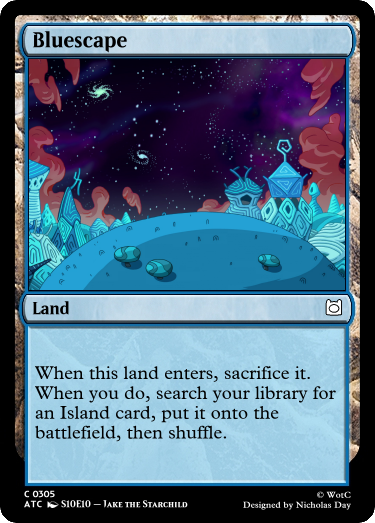 Bluescape
Land
When this land enters, sacrifice it.
When you do, search your library for
an Island card, put it onto the
battlefield, then shuffle.
C 0305
© WotC
ATC S10E10 — Jake the Starchild
Designed by Nicholas Day